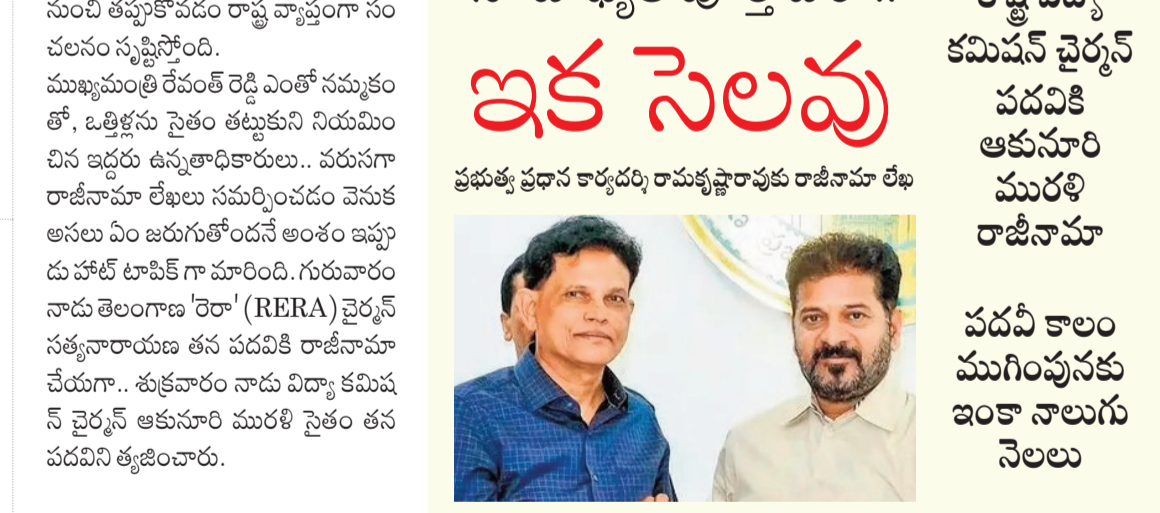 నుంచి తప్పుకోవడం రాష్ట్ర వ్యాప్తంగా సం
చలనం సృష్టిస్తోంది.
ముఖ్యమంత్రి రేవంత్ రెడ్డి ఎంతో నమ్మకం
తో, ఒత్తిళ్లను సైతం తట్టుకుని నియమిం
చిన ఇద్దరు ఉన్నతాధికారులు.. వరుసగా
రాజీనామా లేఖలు సమర్పించడం వెనుక
అసలు ఏం జరుగుతోందనే అంశం ఇప్పు
డు హాట్ టాపిక్ గా మారింది. గురువారం
నాడు తెలంగాణ 'రెరా' (RERA) చైర్మన్
సత్యనారాయణ తన పదవికి రాజీనామా
చేయగా.. శుక్రవారం నాడు విద్యా కమిష
న్ చైర్మన్ ఆకునూరి మురళి సైతం తన
పదవిని త్యజించారు.
ఇక సెలవు
ప్రభుత్వ ప్రధాన కార్యదర్శి రామకృష్ణారావుకు రాజీనామా లేఖ
రాష్ట్ర విద్యా
కమిషన్ చైర్మన్
పదవికి
ఆకునూరి
మురళి
రాజీనామా
పదవీ కాలం
ముగింపునకు
ఇంకా నాలుగు
నెలలు